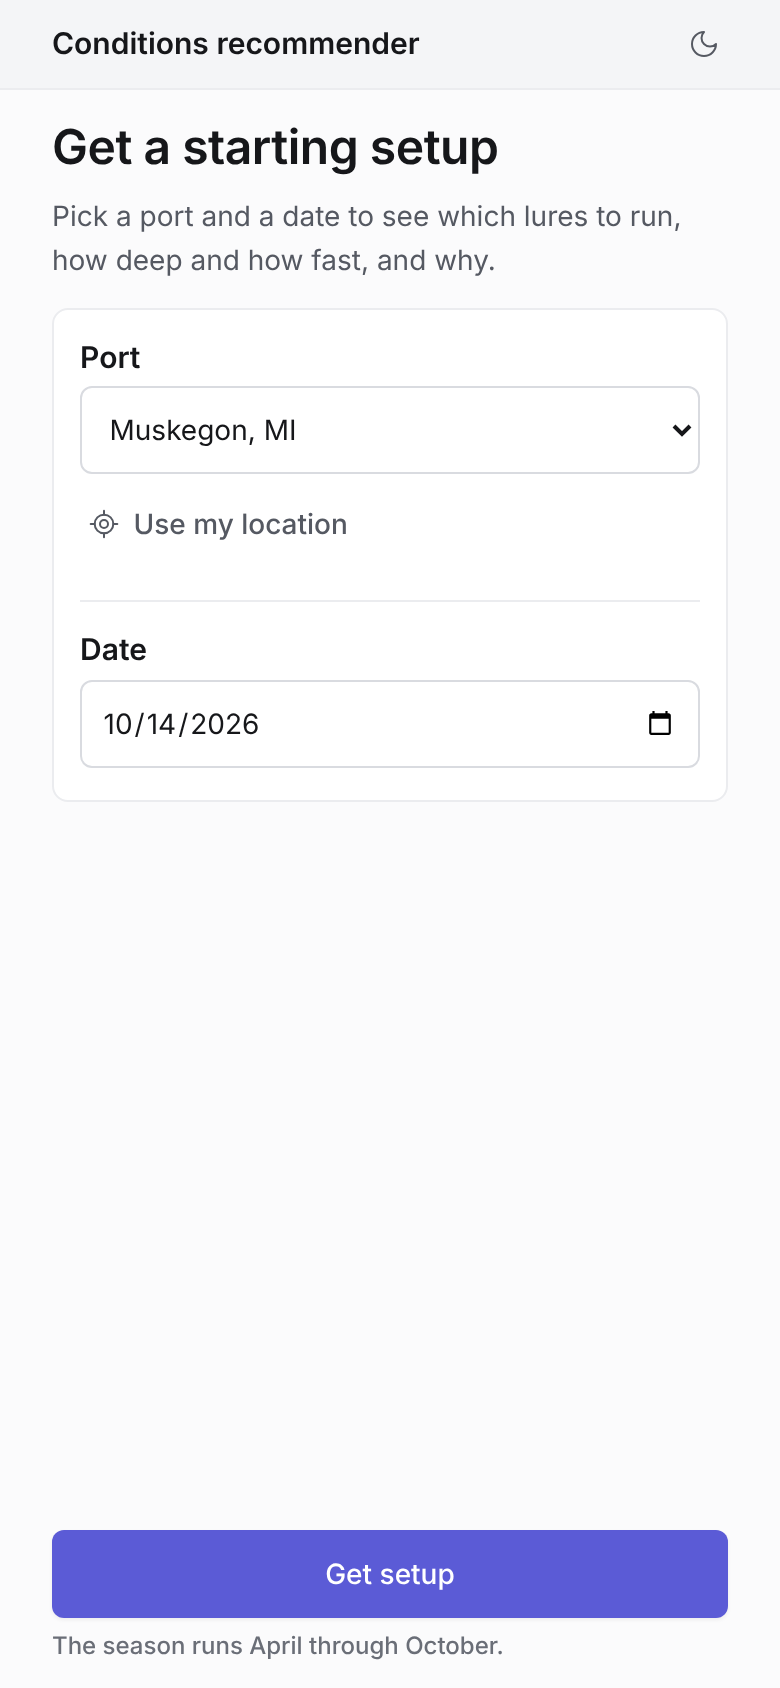 Conditions recommender
Get a starting setup
Pick a port and a date to see which lures to run,
how deep and how fast, and why.
Port
Muskegon, MI
Use my location
Date
10/14/2026
Get setup
The season runs April through October.